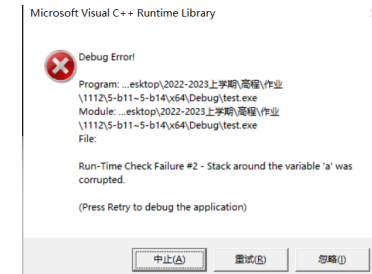 Microsoft Visual C++ Runtime Library
Debug Error!
Program: ...esktop\2022-2023上学期\高程\作业
\1112\5-b11~5-b14\x64\Debug\test.exe
Module: ...esktop\2022-2023上学期\高程\作业
\1112\5-b11~5-b14\x64\Debug\test.exe
File:
Run-Time Check Failure #2 - Stack around the variable 'a' was
corrupted.
(Press Retry to debug the application)
中止(A) 重试(R) 忽略(I)